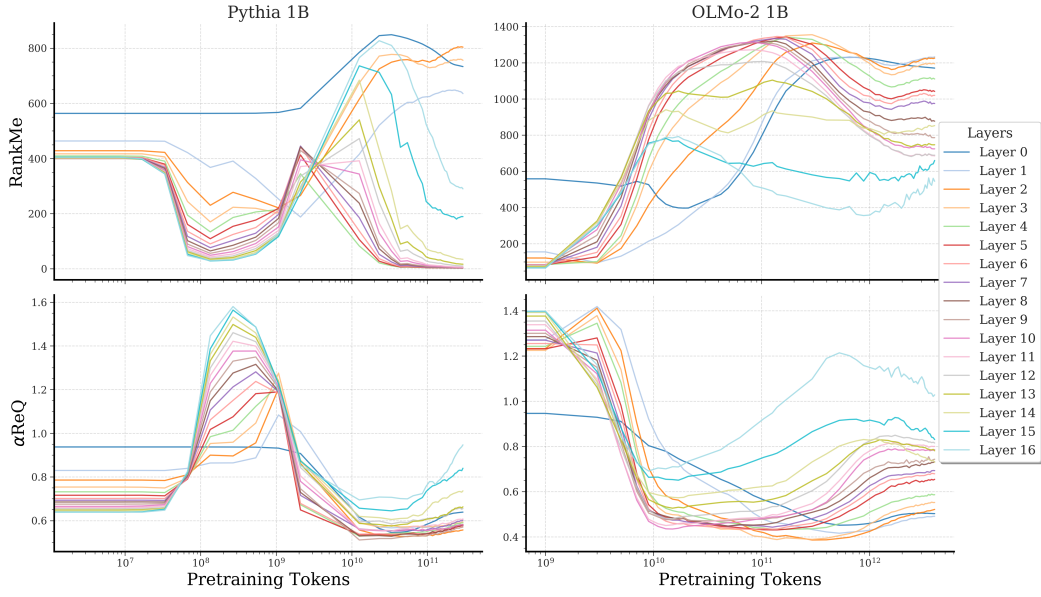 Pythia 1B
OLMo-2 1B
RankMe
800
600
400
200
0
1400
1200
1000
800
600
400
200
αReQ
1.6
1.4
1.2
1.0
0.8
0.6
1.4
1.2
1.0
0.8
0.6
0.4
10⁷
10⁸
10⁹
10¹⁰
10¹¹
10⁹
10¹⁰
10¹¹
10¹²
Pretraining Tokens
Pretraining Tokens
Layers
Layer 0
Layer 1
Layer 2
Layer 3
Layer 4
Layer 5
Layer 6
Layer 7
Layer 8
Layer 9
Layer 10
Layer 11
Layer 12
Layer 13
Layer 14
Layer 15
Layer 16